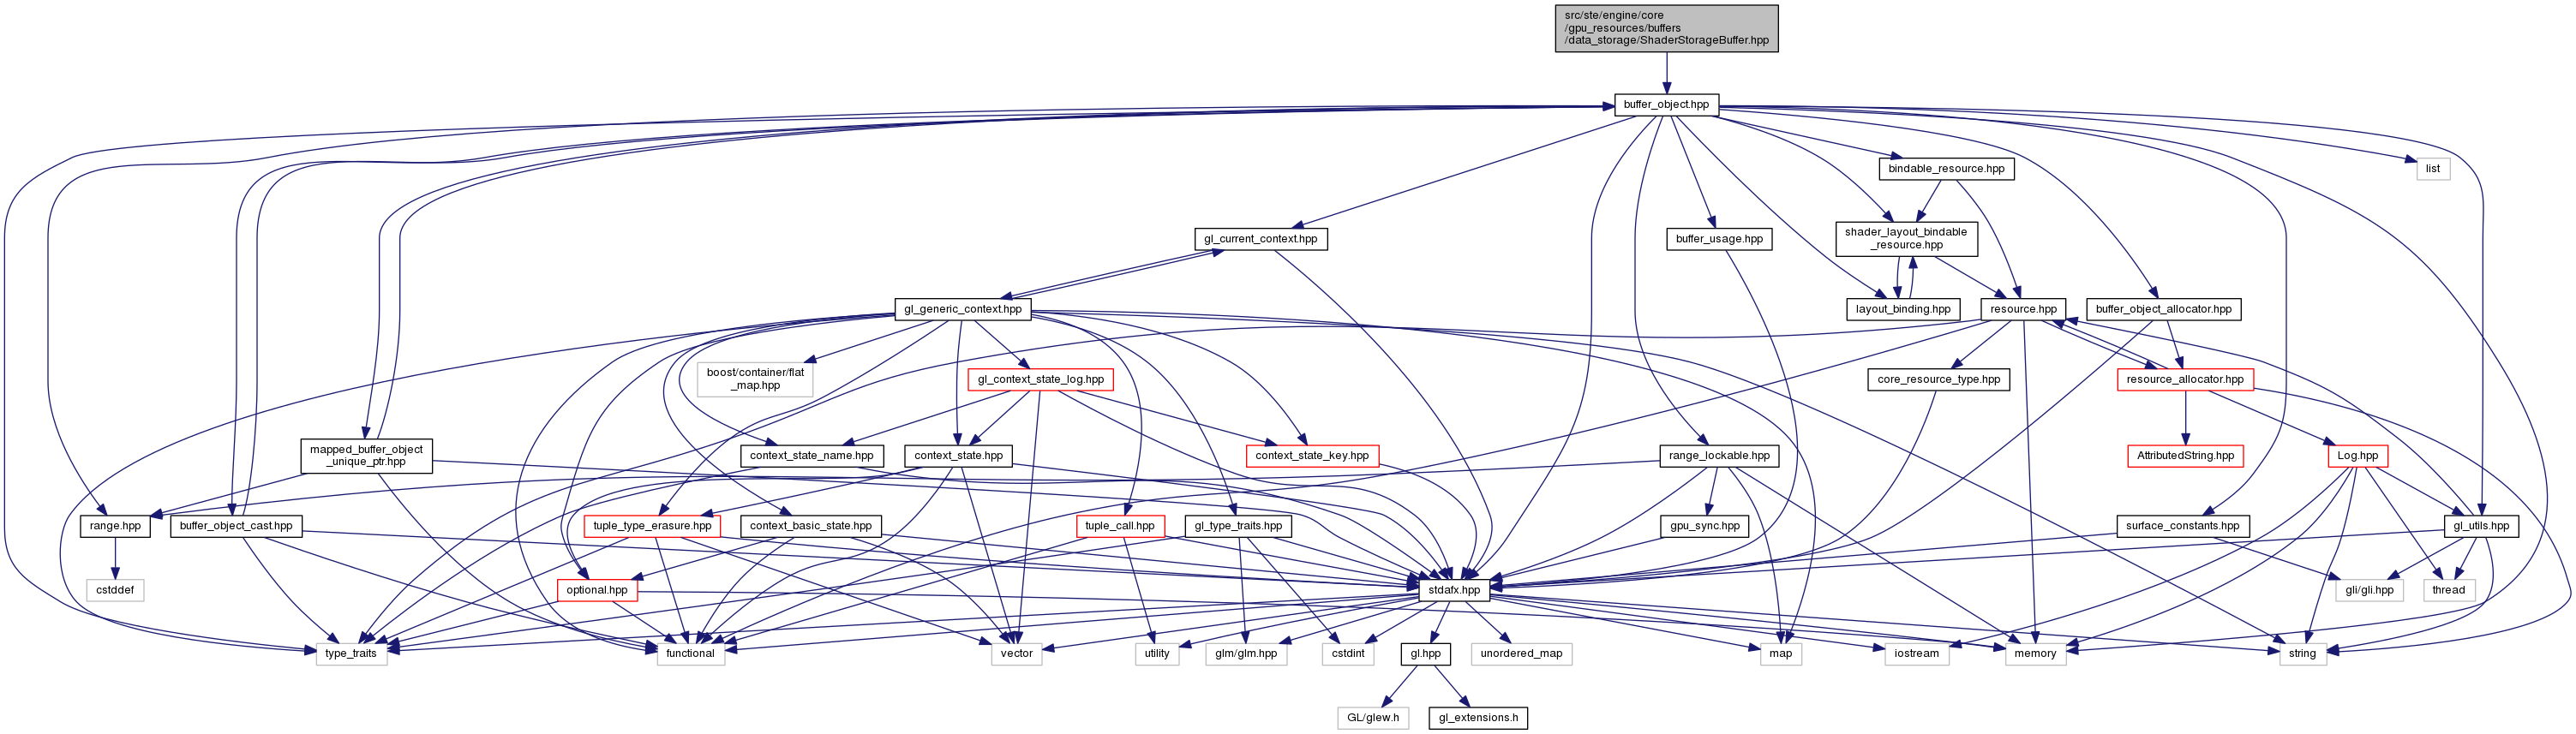 src/ste/engine/core
/gpu_resources/buffers
/data_storage/ShaderStorageBuffer.hpp
buffer_object.hpp
bindable_resource.hpp
list
gl_current_context.hpp
buffer_usage.hpp
shader_layout_bindable
_resource.hpp
gl_generic_context.hpp
layout_binding.hpp
resource.hpp
buffer_object_allocator.hpp
boost/container/flat
_map.hpp
gl_context_state_log.hpp
core_resource_type.hpp
resource_allocator.hpp
mapped_buffer_object
_unique_ptr.hpp
context_state_name.hpp
context_state.hpp
context_state_key.hpp
range_lockable.hpp
AttributedString.hpp
Log.hpp
range.hpp
buffer_object_cast.hpp
tuple_type_erasure.hpp
context_basic_state.hpp
tuple_call.hpp
gl_type_traits.hpp
gpu_sync.hpp
surface_constants.hpp
gl_utils.hpp
cstddef
optional.hpp
stdafx.hpp
gli/gli.hpp
thread
type_traits
functional
vector
utility
glm/glm.hpp
cstdint
gl.hpp
unordered_map
map
iostream
memory
string
GL/glew.h
gl_extensions.h